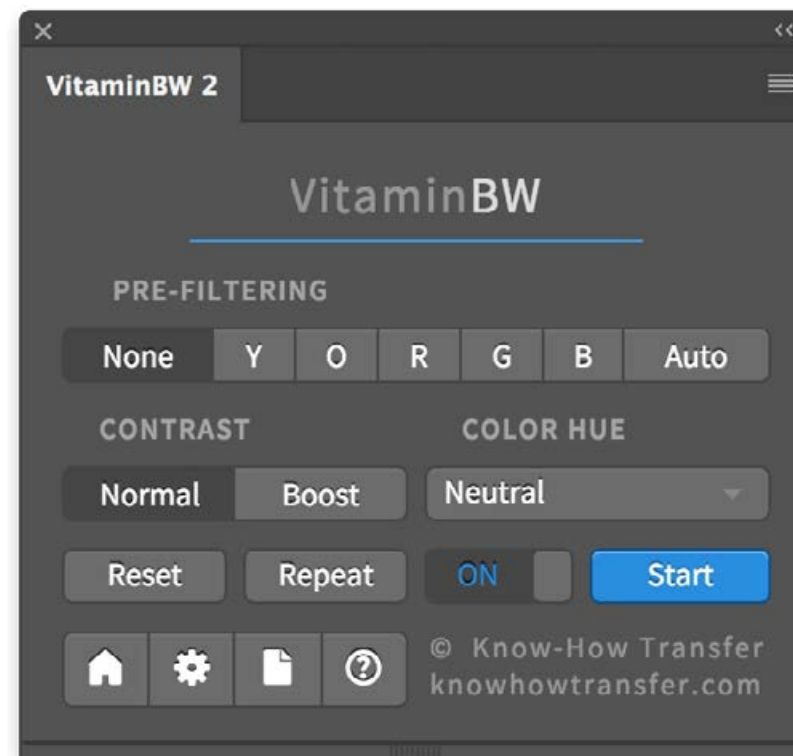 VitaminBW 2
VitaminBW
PRE-FILTERING
None Y O R G B Auto
CONTRAST COLOR HUE
Normal Boost Neutral
Reset Repeat ON Start
© Know-How Transfer
knowhowtransfer.com